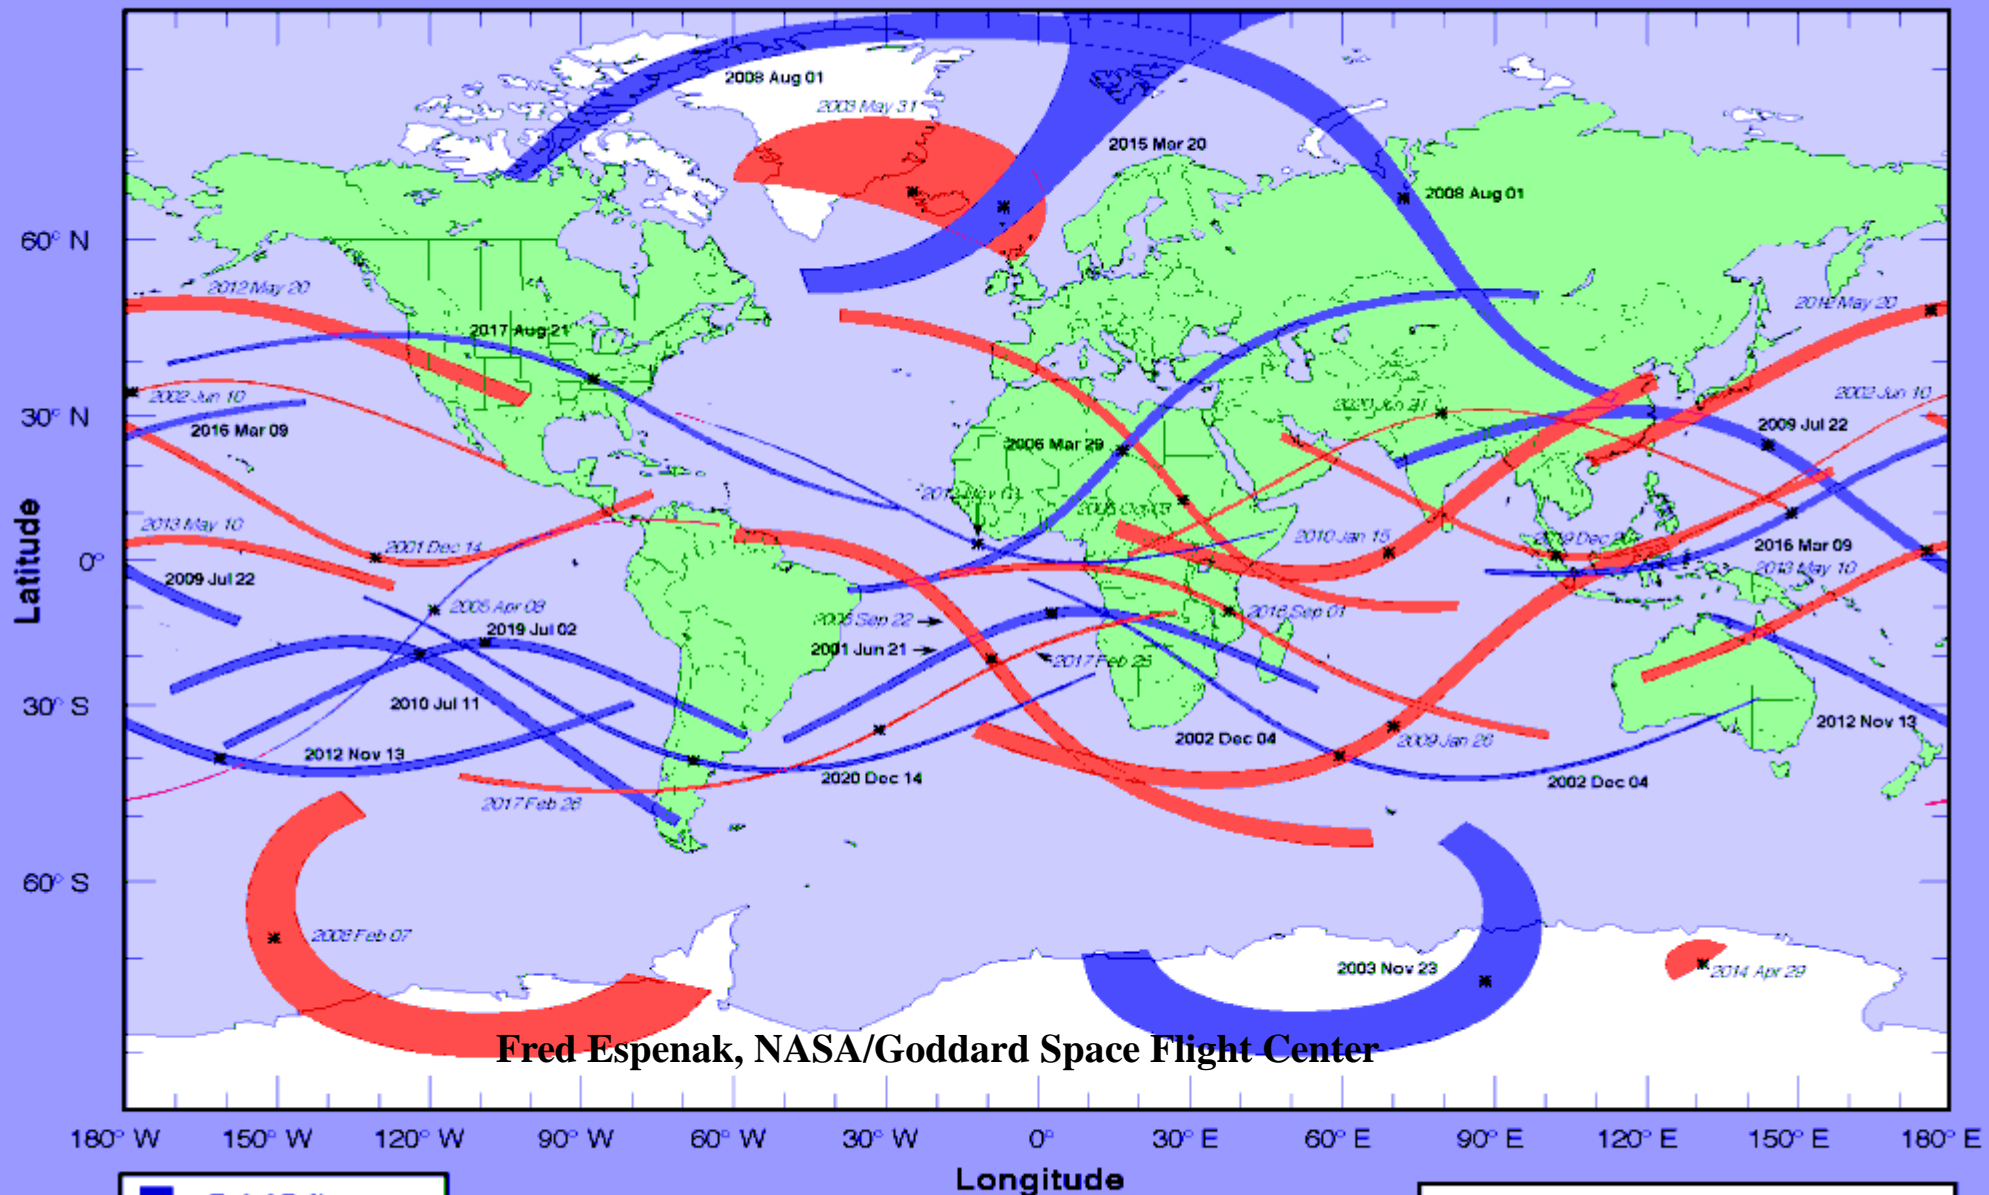 2008 Aug 01
2003 May 31
2015 Mar 20
2008 Aug 01
60° N
2012 May 20
2012 May 20
2017 Aug 21
2002 Jun 10
2002 Jun 10
30° N
2016 Mar 09
2006 Mar 29
2009 Jul 22
2013 May 10
2001 Dec 14
2010 Jan 15
2016 Mar 09
0°
2013 May 10
2009 Jul 22
2005 Apr 08
2016 Sep 01
2019 Jul 02
2006 Sep 22
2001 Jun 21
2017 Feb 26
30° S
2010 Jul 11
2012 Nov 13
2002 Dec 04
2009 Jan 26
2012 Nov 13
2020 Dec 14
2002 Dec 04
2017 Feb 26
60° S
2008 Feb 07
2003 Nov 23
2014 Apr 29
Fred Espenak, NASA/Goddard Space Flight Center
Latitude
180° W 150° W 120° W 90° W 60° W 30° W 0° 30° E 60° E 90° E 120° E 150° E 180° E
Longitude